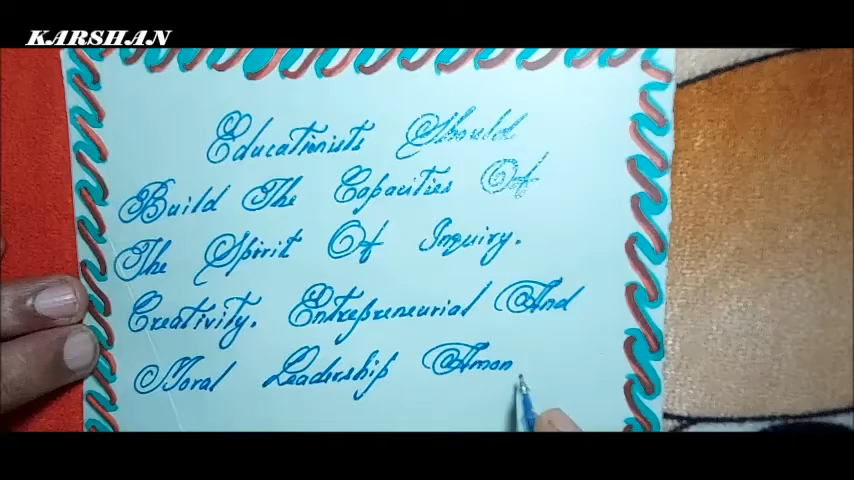 KARSHAN
Educationists Should
Build The Capacities Of
The Spirit Of Inquiry.
Creativity. Entrepreneurial And
Moral Leadership Amon